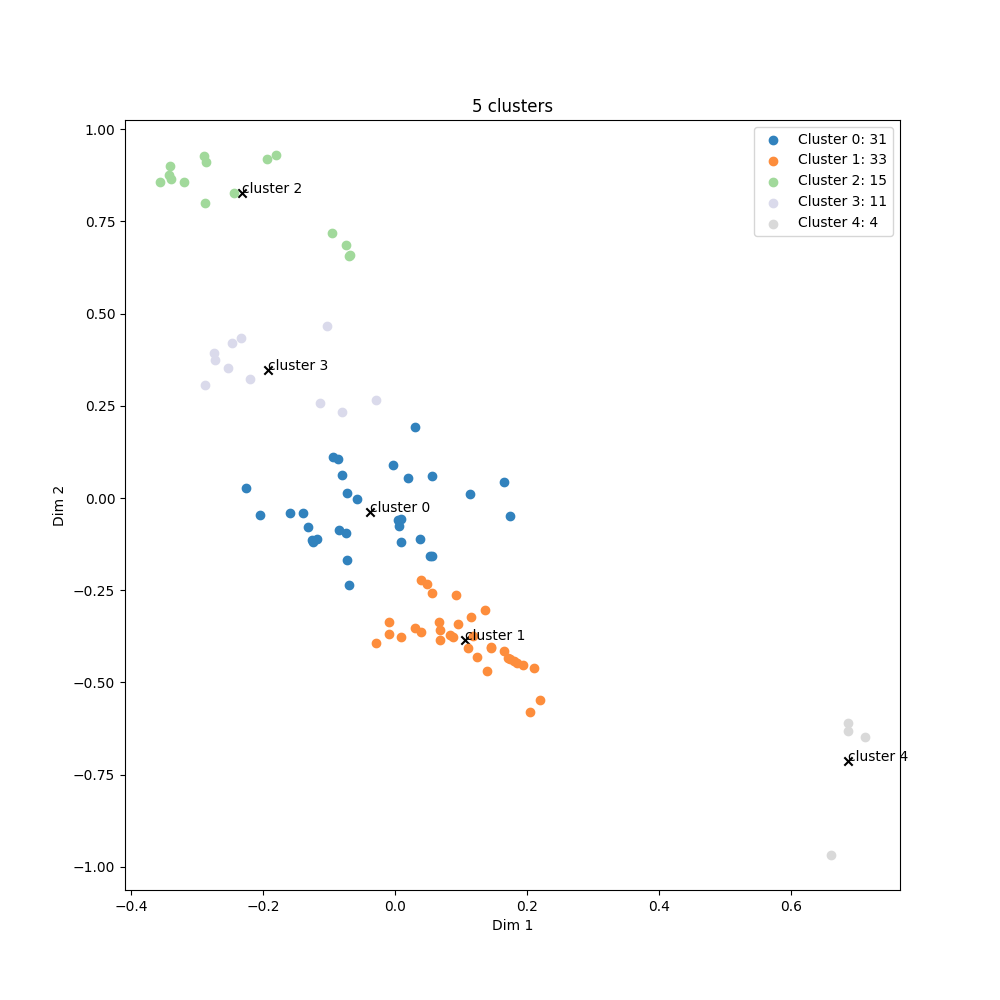 5 clusters
Cluster 0: 31
Cluster 1: 33
Cluster 2: 15
Cluster 3: 11
Cluster 4: 4
cluster 2
cluster 3
cluster 0
cluster 1
cluster 4
1.00
0.75
0.50
0.25
0.00
−0.25
−0.50
−0.75
−1.00
Dim 2
−0.4
−0.2
0.0
0.2
0.4
0.6
Dim 1